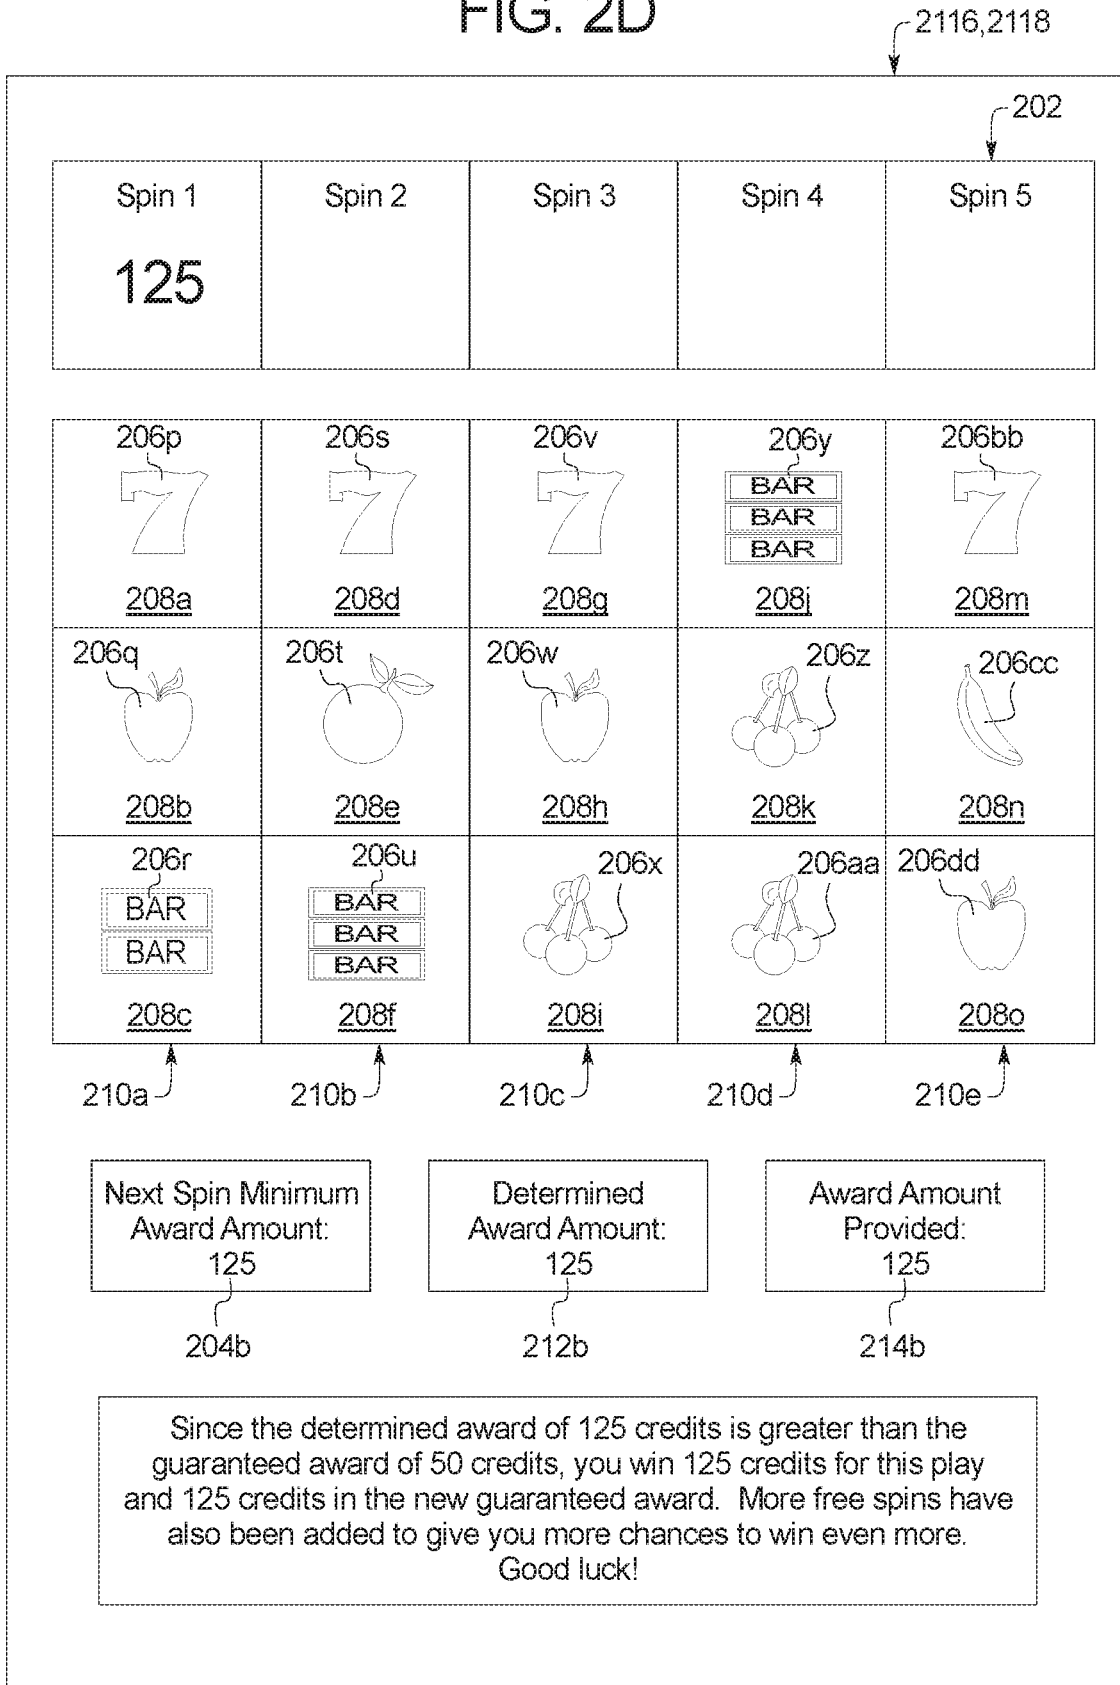 FIG. 2D
2116,2118
202
Spin 1 Spin 2 Spin 3 Spin 4 Spin 5
125
206p 206s 206v 206y 206bb
7 7 7 BAR 7
BAR
BAR
208a 208d 208g 208j 208m
206q 206t 206w 206z 206cc
208b 208e 208h 208k 208n
206r 206u 206x 206aa 206dd
BAR BAR
BAR BAR
BAR
208c 208f 208i 208l 208o
210a 210b 210c 210d 210e
Next Spin Minimum
Award Amount:
125
204b
Determined
Award Amount:
125
212b
Award Amount
Provided:
125
214b
Since the determined award of 125 credits is greater than the
guaranteed award of 50 credits, you win 125 credits for this play
and 125 credits in the new guaranteed award. More free spins have
also been added to give you more chances to win even more.
Good luck!